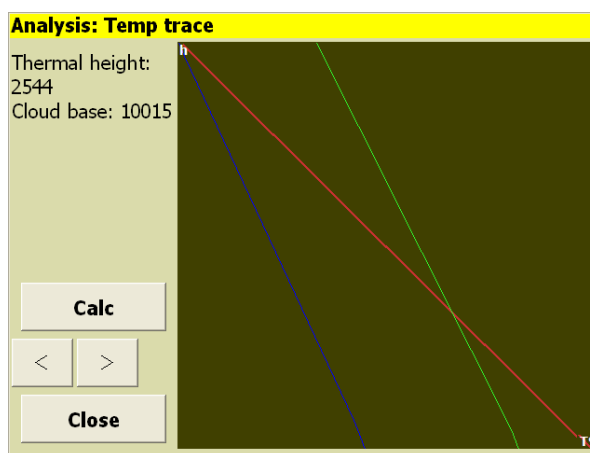 Analysis: Temp trace
Thermal height:
2544
Cloud base: 10015
h
Calc
< >
Close